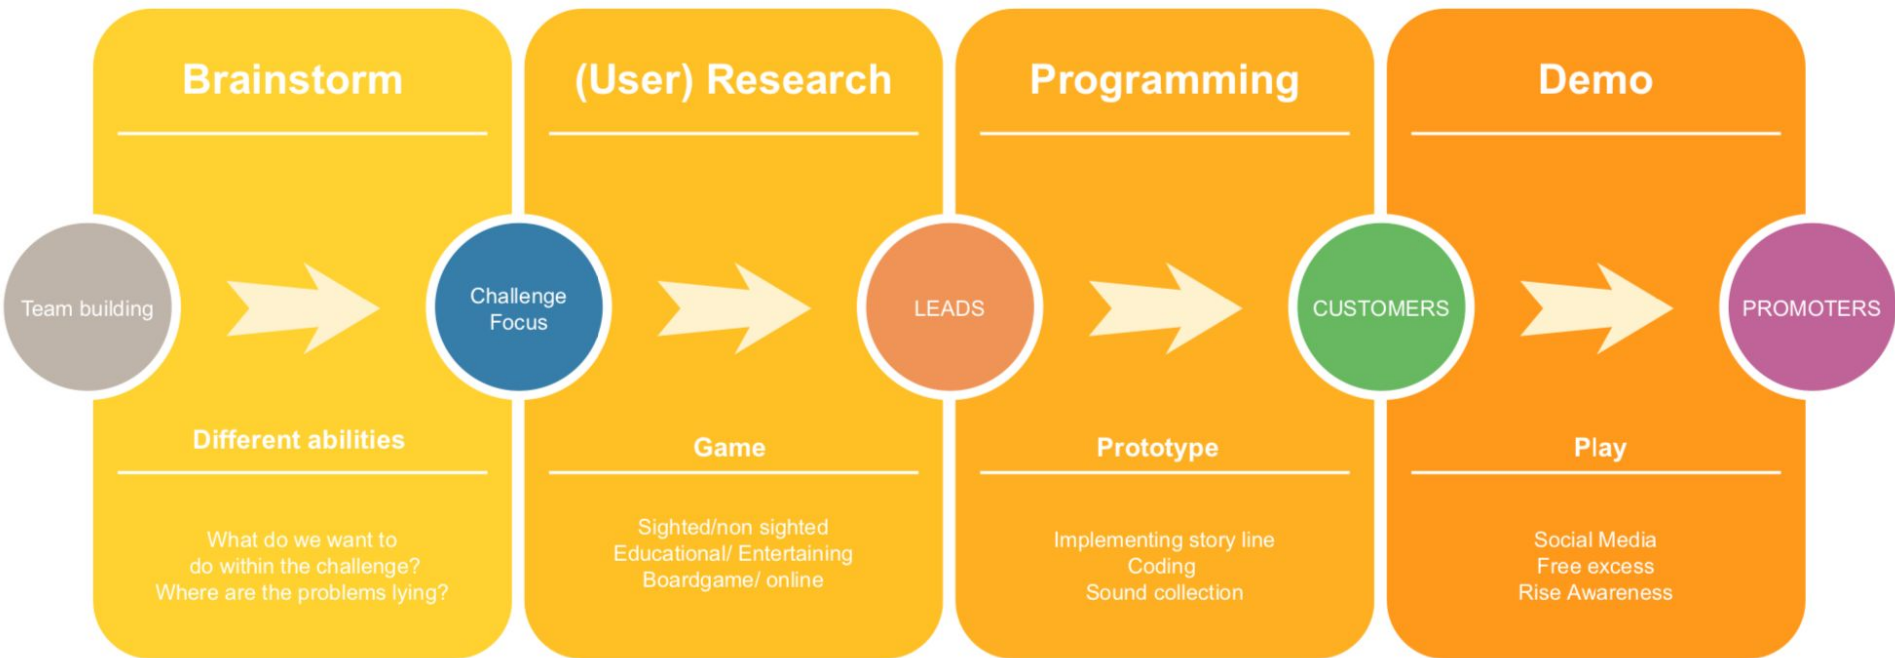 Brainstorm
(User) Research
Programming
Demo
Team building
Challenge
Focus
LEADS
CUSTOMERS
PROMOTERS
Different abilities
What do we want to
do within the challenge?
Where are the problems lying?
Game
Sighted/non sighted
Educational/ Entertaining
Boardgame/ online
Prototype
Implementing story line
Coding
Sound collection
Play
Social Media
Free excess
Rise Awareness